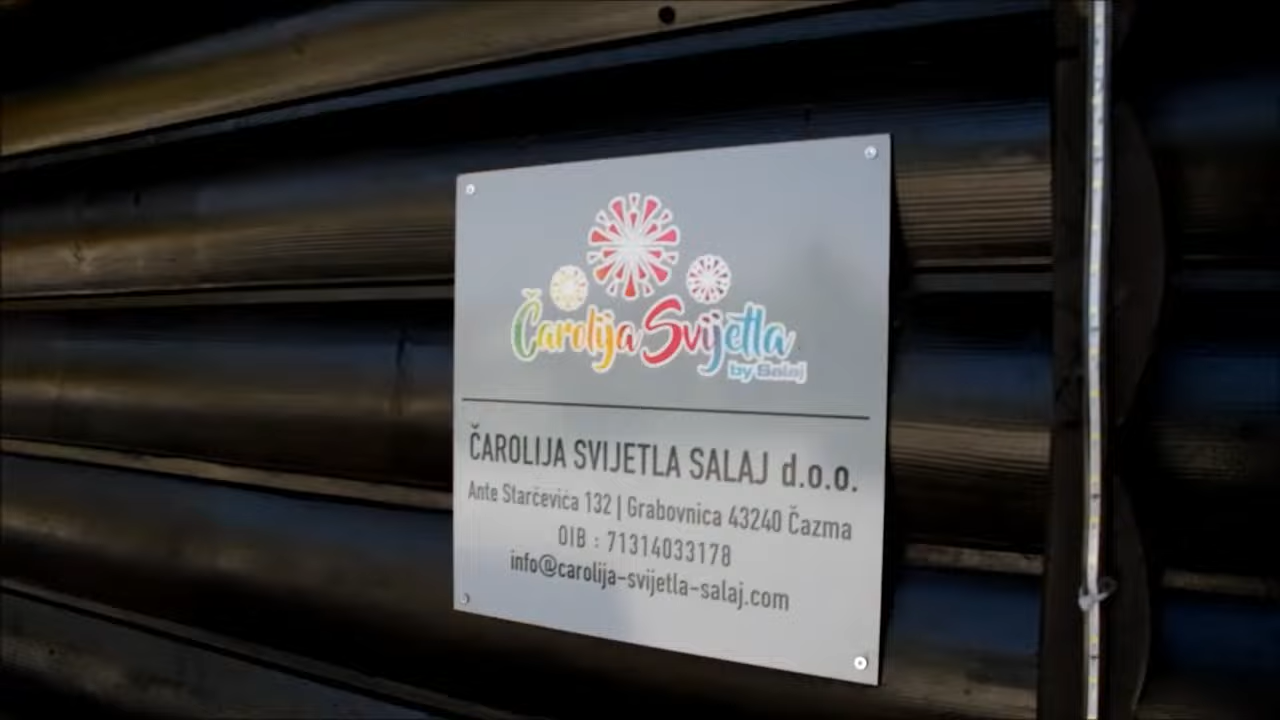 Čarolija Svijetla
by Salaj
ČAROLIJA SVIJETLA SALAJ d.o.o.
Ante Starčevića 132 | Grabovnica 43240 Čazma
OIB : 71314033178
info@carolija-svijetla-salaj.com